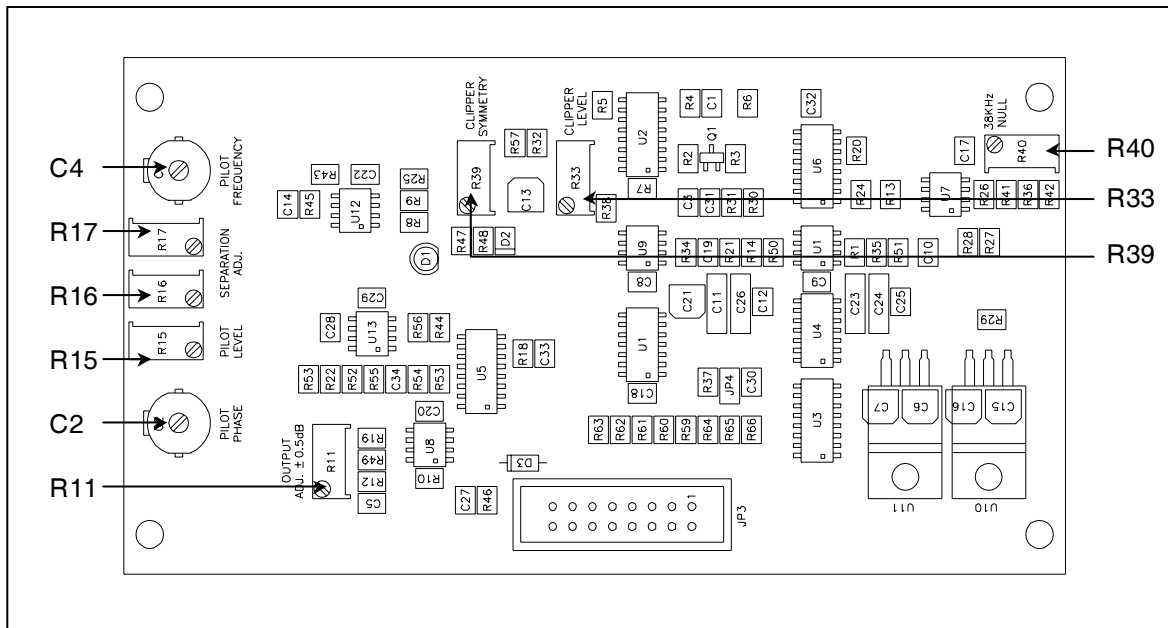 C4
R17
R16
R15
C2
R11
R40
R33
R39
PILOT
FREQUENCY
R17
SEPARATION
ADJ.
R16
R15
PILOT
LEVEL
PILOT
PHASE
OUTPUT
ADJ. ± 0.5dB
R11
CLIPPER
SYMMETRY
R39
R57
R32
CLIPPER
LEVEL
R33
C13
R38
R5
U2
R7
R4
C1
R6
Q1
R2
R3
C3
C31
R31
R30
C32
U6
R20
R24
R13
C17
38KHz
NULL
R40
U7
R26
R41
R36
R42
R28
R27
R43
C22
C14
R45
U12
R25
R9
R8
D1
R47
R48
D2
U9
C8
R34
C19
R21
R14
R50
U1
C9
R1
R35
R51
C10
C29
C28
U13
R56
R44
R53
R22
R52
R55
C34
R54
R53
U5
R18
C33
U1
C18
C21
C11
C26
C12
U4
C23
C24
C25
R29
R37
JP4
C30
U3
R63
R62
R61
R60
R59
R64
R65
R66
C20
U8
R10
R19
R49
R12
C5
C27
R46
D3
1
JP3
C7
C6
C16
C15
U11
U10